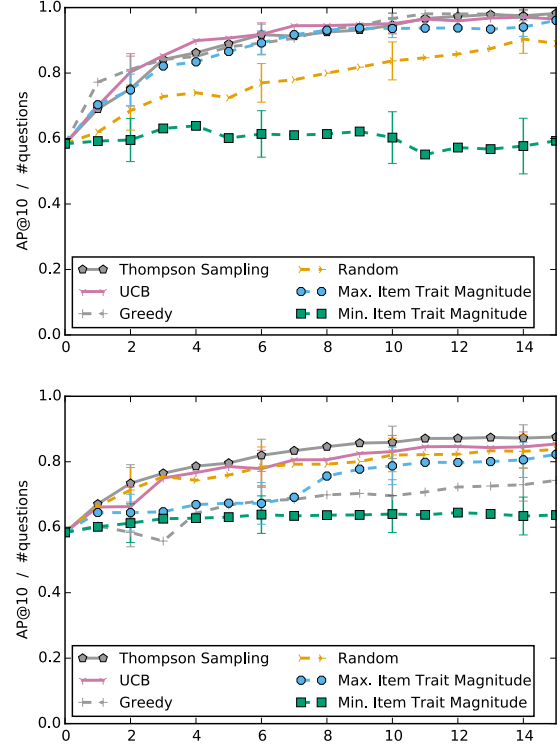 1.0
0.8
0.6
0.4
0.2
0.0
AP@10 / #questions
Thompson Sampling
UCB
Greedy
Random
Max. Item Trait Magnitude
Min. Item Trait Magnitude
0 2 4 6 8 10 12 14
1.0
0.8
0.6
0.4
0.2
0.0
AP@10 / #questions
Thompson Sampling
UCB
Greedy
Random
Max. Item Trait Magnitude
Min. Item Trait Magnitude
0 2 4 6 8 10 12 14